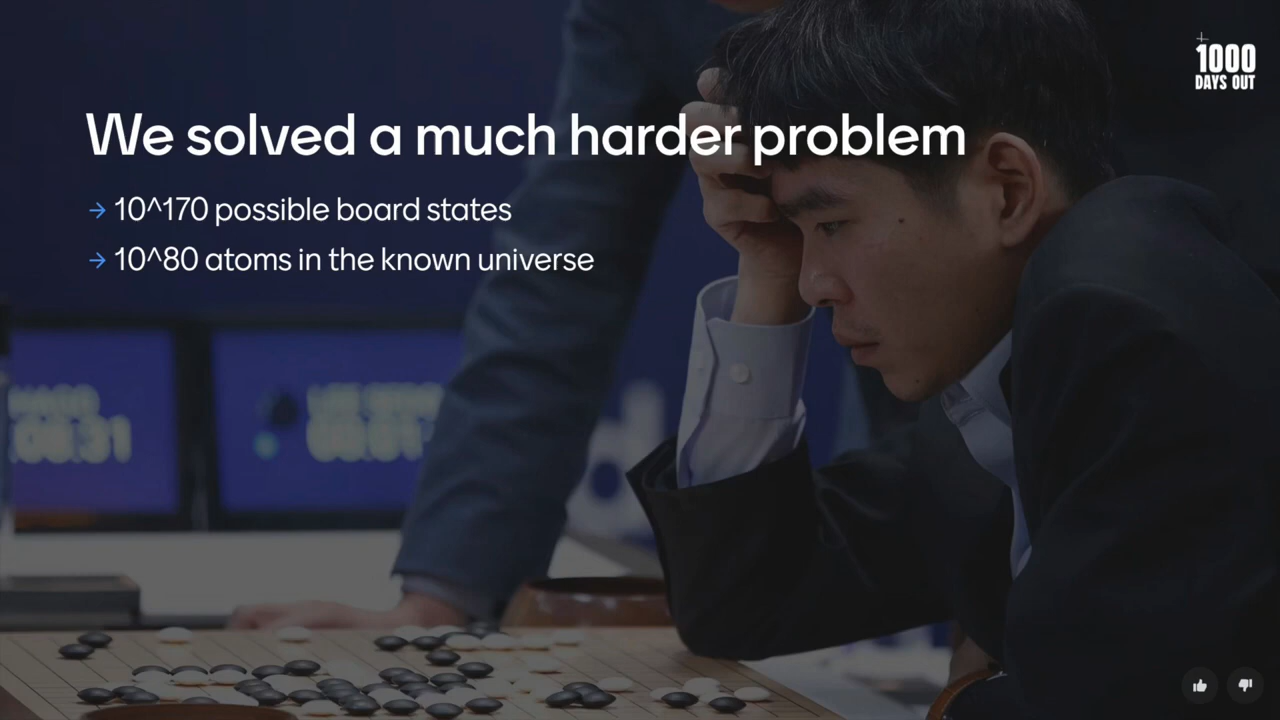 We solved a much harder problem
→ 10^170 possible board states
→ 10^80 atoms in the known universe
1000
DAYS OUT